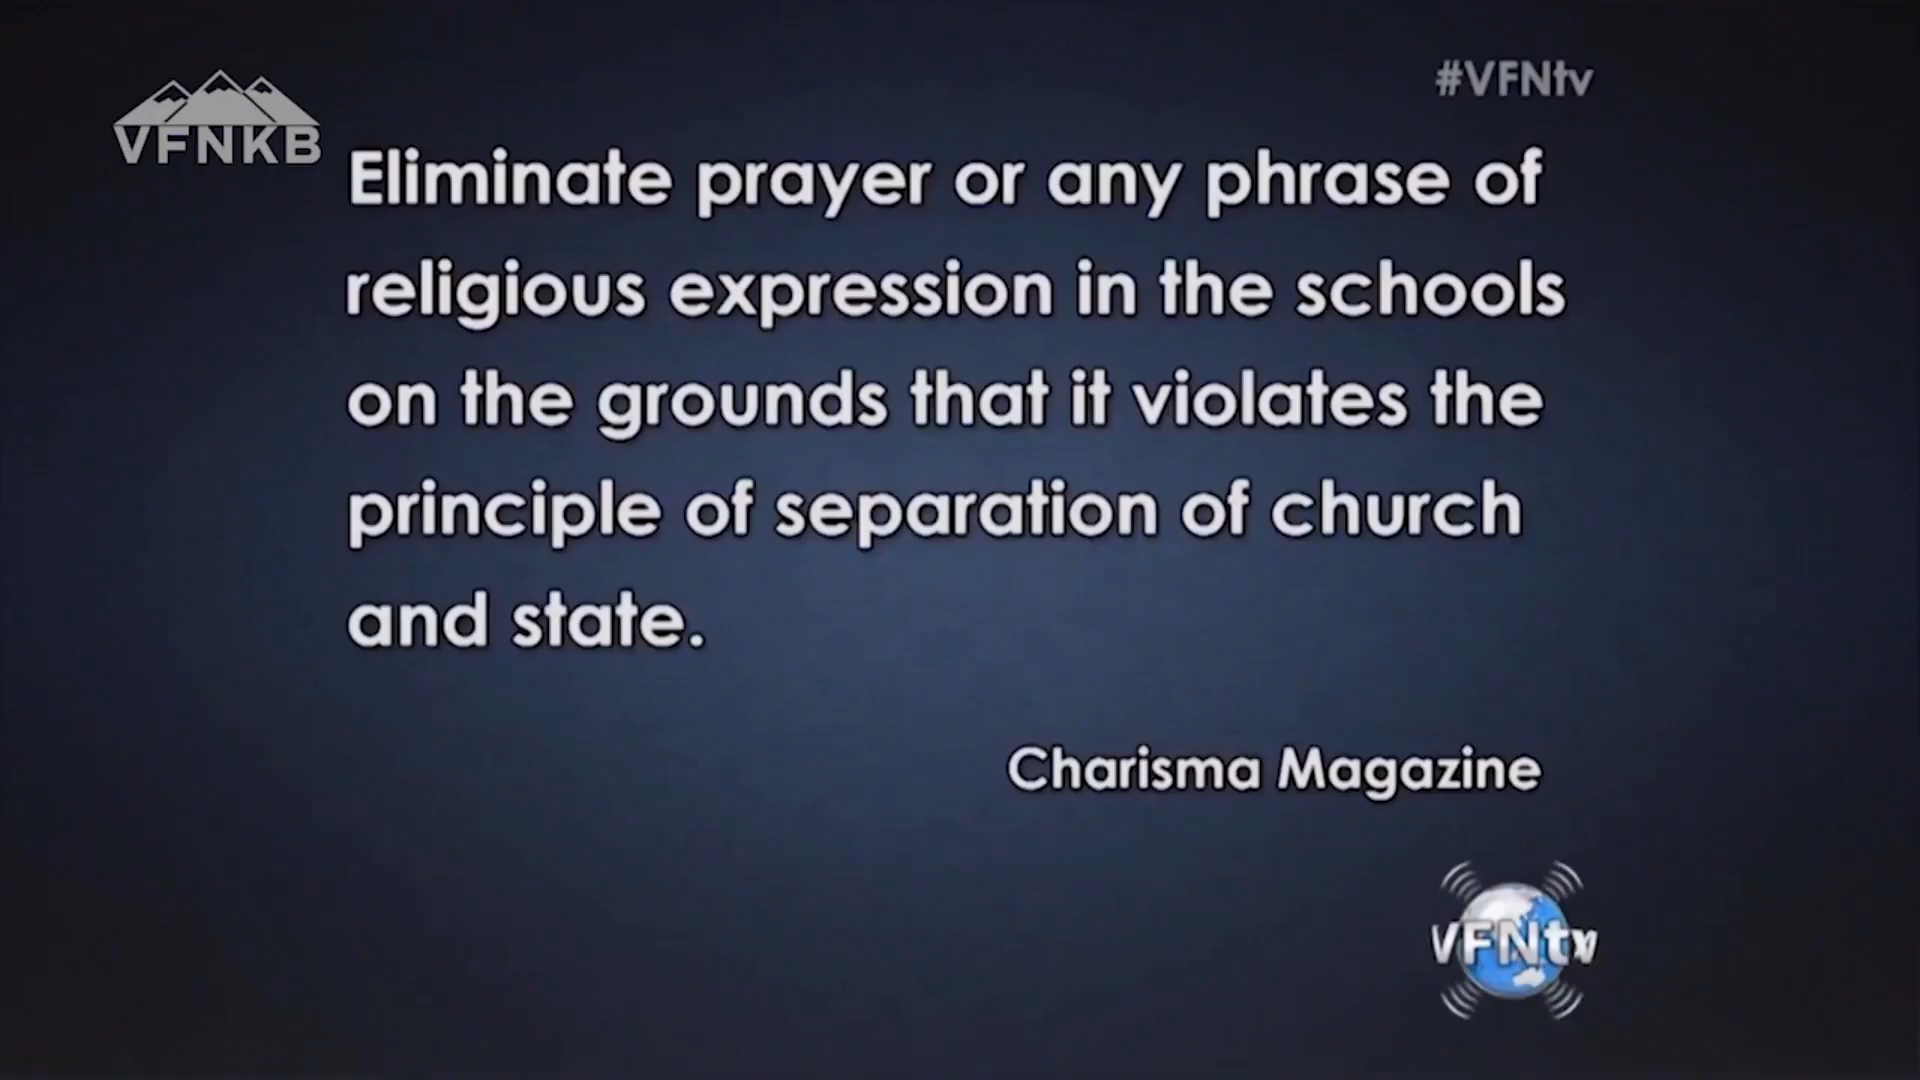 #VFNtv
VFNKB
Eliminate prayer or any phrase of
religious expression in the schools
on the grounds that it violates the
principle of separation of church
and state.
Charisma Magazine
VFNtv